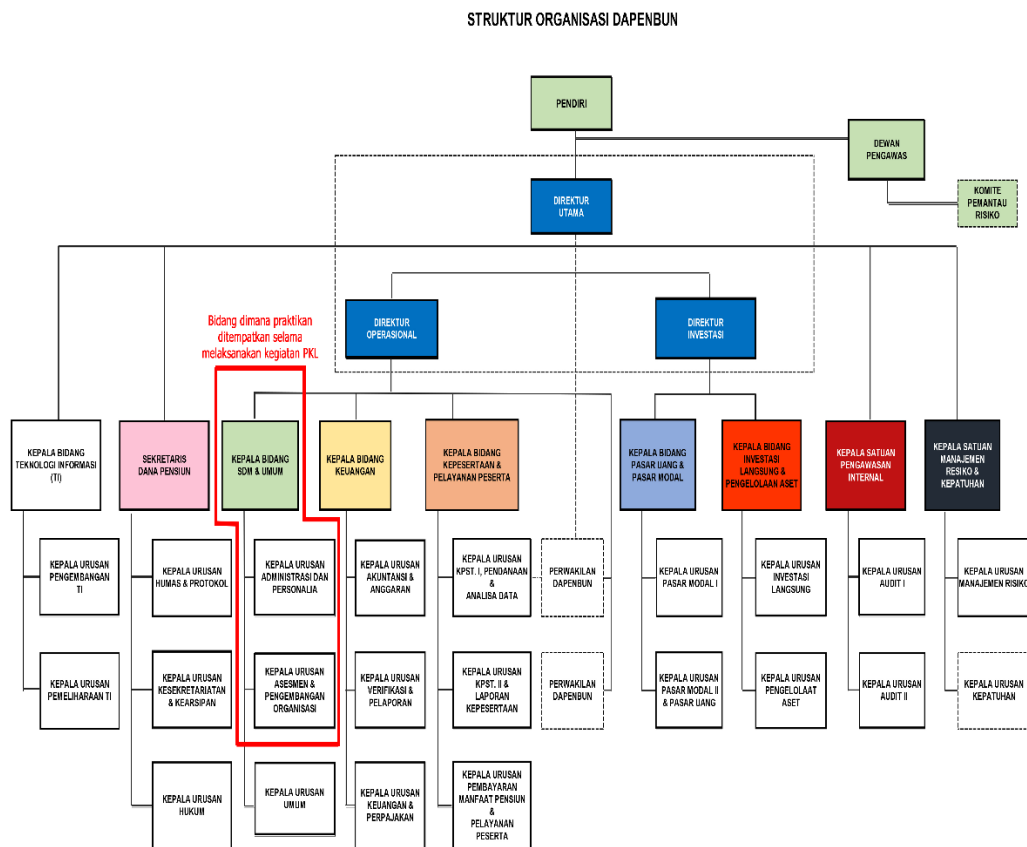 STRUKTUR ORGANISASI DAPENBUN
PENDIRI
DEWAN
PENGAWAS
KOMITE
PEMANTAU
RISIKO
DIREKTUR
UTAMA
DIREKTUR
OPERASIONAL
DIREKTUR
INVESTASI
Bidang dimana praktikan
ditempatkan selama
melaksanakan kegiatan PKL
KEPALA BIDANG
TEKNOLOGI INFORMASI
(TI)
SEKRETARIS
DANA PENSIUN
KEPALA BIDANG
SDM & UMUM
KEPALA BIDANG
KEUANGAN
KEPALA BIDANG
KEPESERTAAN &
PELAYANAN PESERTA
KEPALA BIDANG
PASAR UANG &
PASAR MODAL
KEPALA BIDANG
INVESTASI
LANGSUNG &
PENGELOLAAN ASET
KEPALA SATUAN
PENGAWASAN
INTERNAL
KEPALA SATUAN
MANAJEMEN
RESIKO &
KEPATUHAN
KEPALA URUSAN
PENGEMBANGAN
TI
KEPALA URUSAN
HUMAS & PROTOKOL
KEPALA URUSAN
ADMINISTRASI DAN
PERSONALIA
KEPALA URUSAN
AKUNTANSI &
ANGGARAN
KEPALA URUSAN
KPST. I, PENDANAAN
&
ANALISA DATA
PERWAKILAN
DAPENBUN
KEPALA URUSAN
PASAR MODAL I
KEPALA URUSAN
INVESTASI
LANGSUNG
KEPALA URUSAN
AUDIT I
KEPALA URUSAN
MANAJEMEN RISIKO
KEPALA URUSAN
PEMELIHARAAN TI
KEPALA URUSAN
KESEKRETARIATAN
& KEARSIPAN
KEPALA URUSAN
ASESMEN &
PENGEMBANGAN
ORGANISASI
KEPALA URUSAN
VERIFIKASI &
PELAPORAN
KEPALA URUSAN
KPST. II &
LAPORAN
KEPESERTAAN
PERWAKILAN
DAPENBUN
KEPALA URUSAN
PASAR MODAL II
& PASAR UANG
KEPALA URUSAN
PENGELOLAAT
ASET
KEPALA URUSAN
AUDIT II
KEPALA URUSAN
KEPATUHAN
KEPALA URUSAN
HUKUM
KEPALA URUSAN
UMUM
KEPALA URUSAN
KEUANGAN &
PERPAJAKAN
KEPALA URUSAN
PEMBAYARAN
MANFAAT PENSIUN
&
PELAYANAN
PESERTA